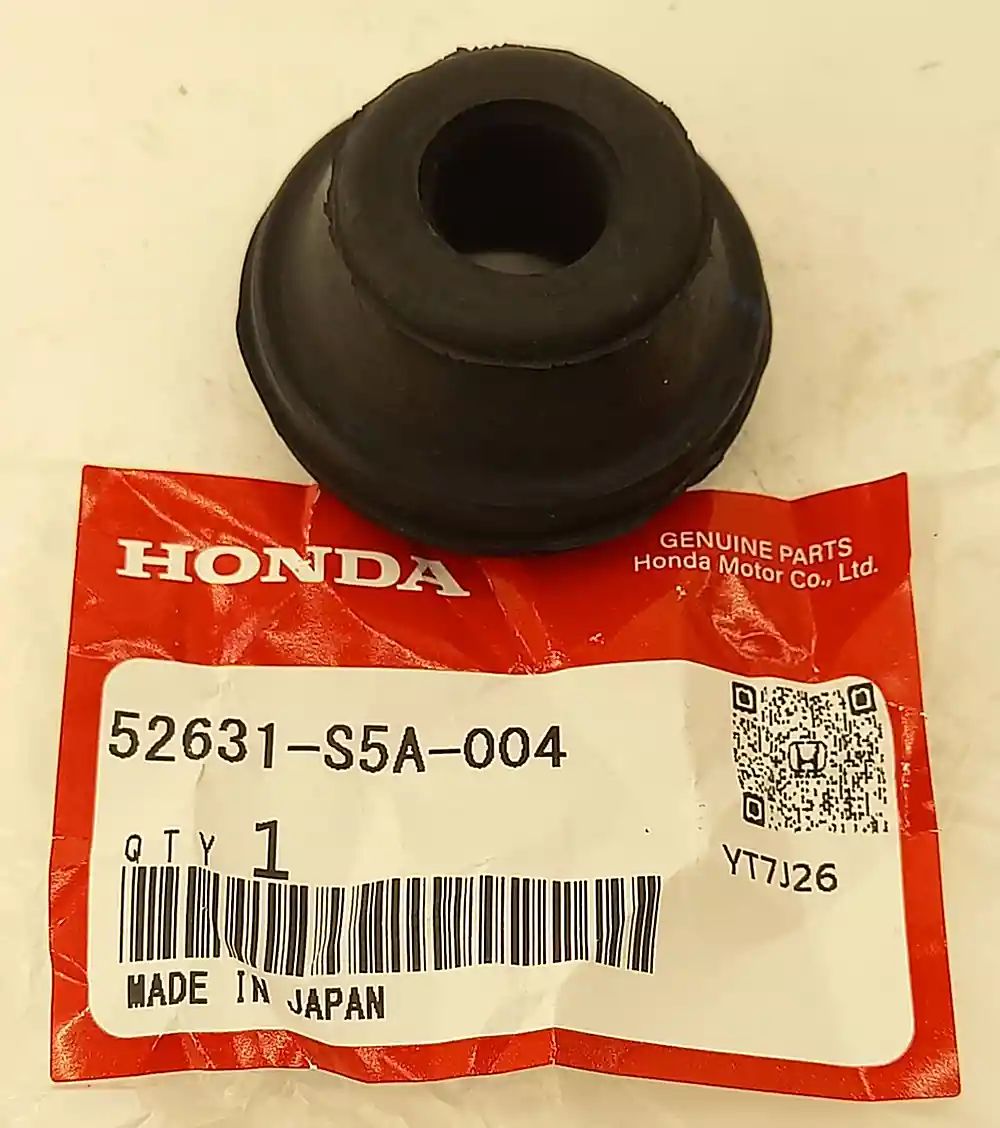 HONDA
GENUINE PARTS
Honda Motor Co., Ltd.
52631-S5A-004
QTY 1
YT7J26
MADE IN JAPAN